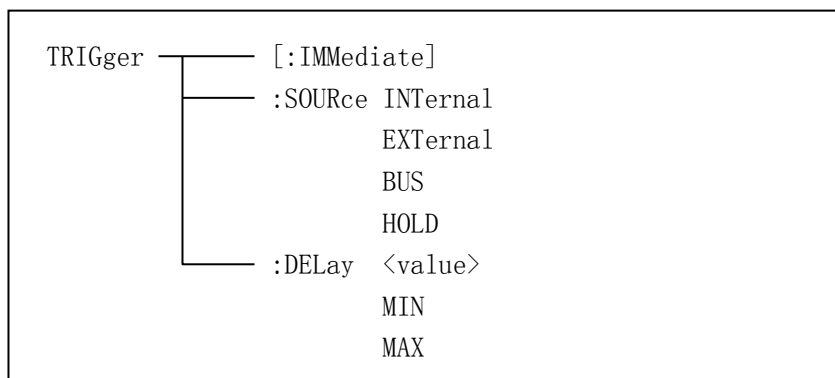 TRIGger [:IMMediate]
:SOURce INTernal
EXTernal
BUS
HOLD
:DELay <value>
MIN
MAX